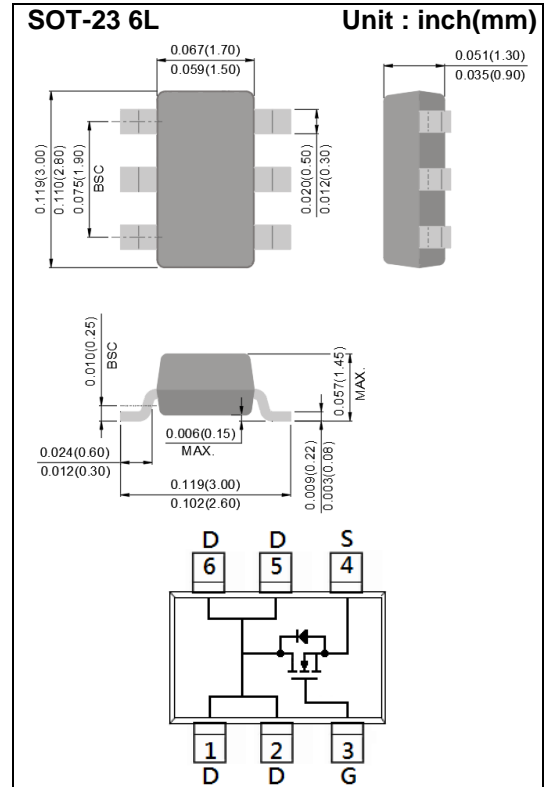 SOT-23 6L Unit : inch(mm)
0.067(1.70)
0.059(1.50)
0.051(1.30)
0.035(0.90)
0.119(3.00)
0.110(2.80)
0.075(1.90)
BSC
0.020(0.50)
0.012(0.30)
0.010(0.25)
BSC
0.057(1.45)
MAX.
0.006(0.15)
MAX.
0.024(0.60)
0.012(0.30)
0.009(0.22)
0.003(0.08)
0.119(3.00)
0.102(2.60)
D D S
6 5 4
1 2 3
D D G